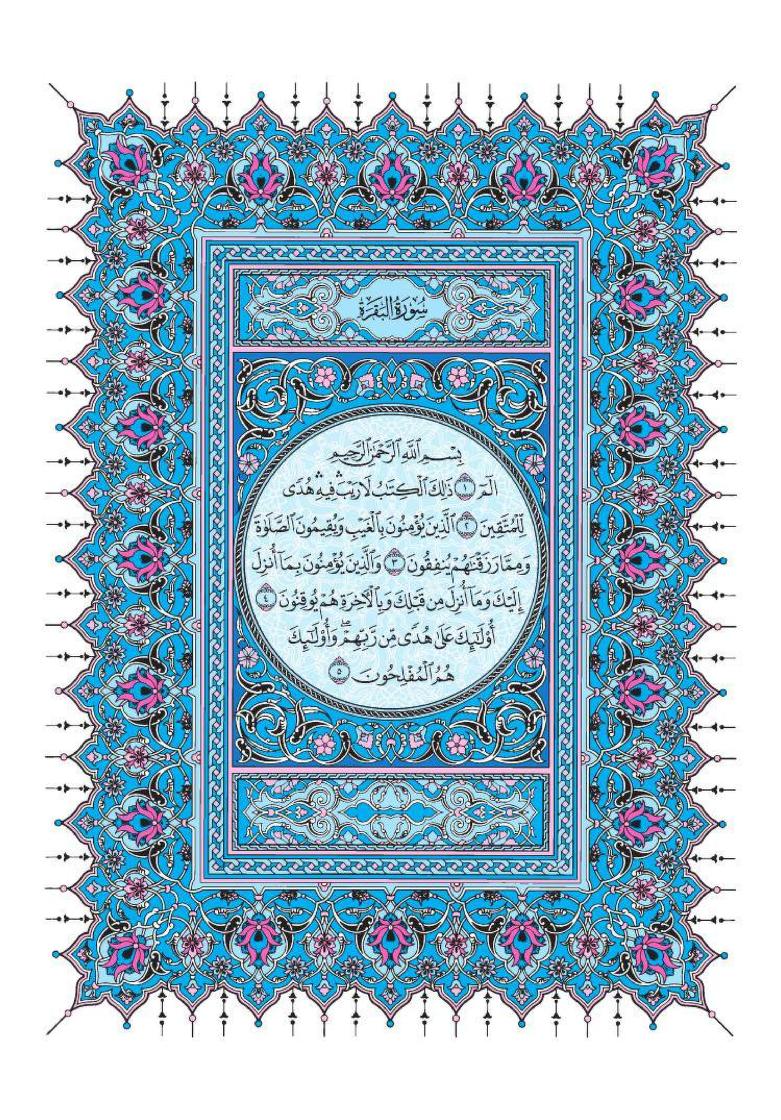 سُورَةُ البَقَرَةِ
بِسْمِ ٱللَّهِ ٱلرَّحْمَٰنِ ٱلرَّحِيمِ
الٓمٓ ١ ذَٰلِكَ ٱلْكِتَٰبُ لَا رَيْبَۛ فِيهِۛ هُدًى
لِّلْمُتَّقِينَ ٢ ٱلَّذِينَ يُؤْمِنُونَ بِٱلْغَيْبِ وَيُقِيمُونَ ٱلصَّلَوٰةَ
وَمِمَّا رَزَقْنَٰهُمْ يُنفِقُونَ ٣ وَٱلَّذِينَ يُؤْمِنُونَ بِمَآ أُنزِلَ
إِلَيْكَ وَمَآ أُنزِلَ مِن قَبْلِكَ وَبِٱلْءَاخِرَةِ هُمْ يُوقِنُونَ ٤
أُو۟لَٰٓئِكَ عَلَىٰ هُدًى مِّن رَّبِّهِمْۖ وَأُو۟لَٰٓئِكَ
هُمُ ٱلْمُفْلِحُونَ ٥